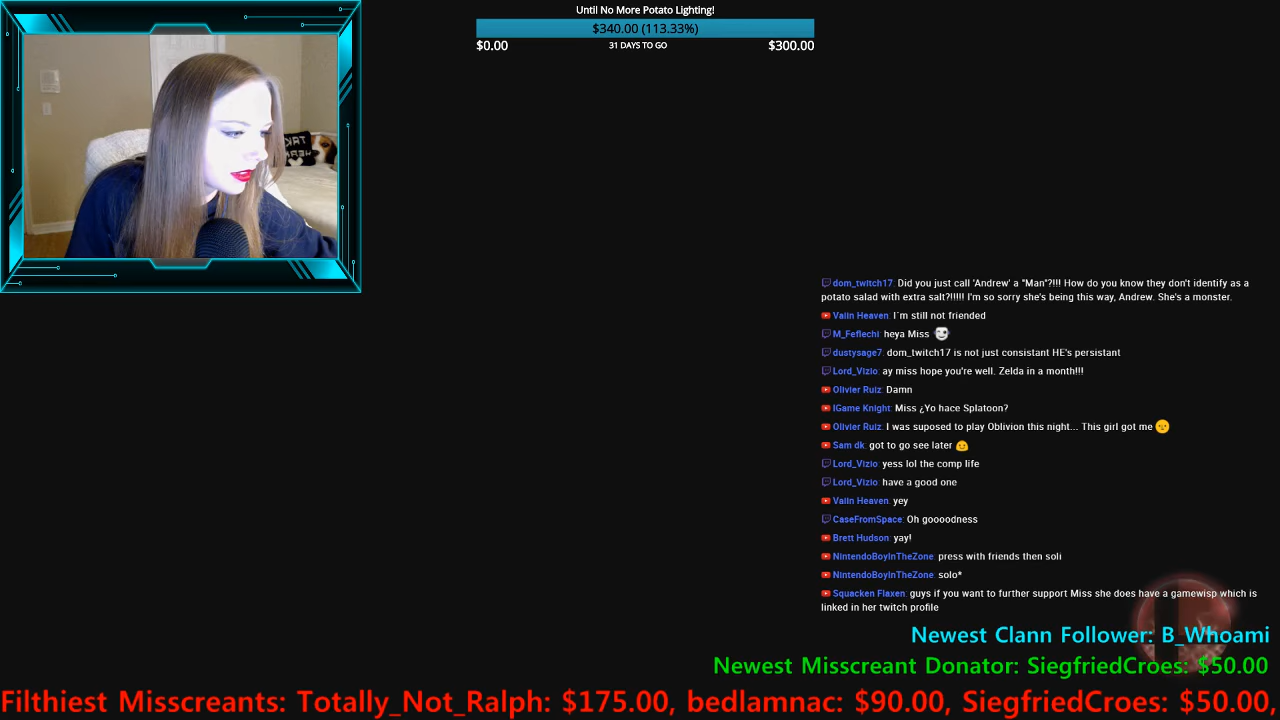 Until No More Potato Lighting!
$340.00 (113.33%)
$0.00 31 DAYS TO GO $300.00
dom_twitch17: Did you just call 'Andrew' a "Man"?!!! How do you know they don't identify as a
potato salad with extra salt?!!!!! I'm so sorry she's being this way, Andrew. She's a monster.
Valin Heaven: I´m still not friended
M_Feflechi: heya Miss
dustysage7: dom_twitch17 is not just consistant HE's persistant
Lord_Vizio: ay miss hope you're well. Zelda in a month!!!
Olivier Ruiz: Damn
IGame Knight: Miss ¿Yo hace Splatoon?
Olivier Ruiz: I was suposed to play Oblivion this night... This girl got me
Sam dk: got to go see later
Lord_Vizio: yess lol the comp life
Lord_Vizio: have a good one
Valin Heaven: yey
CaseFromSpace: Oh goooodness
Brett Hudson: yay!
NintendoBoyInTheZone: press with friends then soli
NintendoBoyInTheZone: solo*
Squacken Flaxen: guys if you want to further support Miss she does have a gamewisp which is
linked in her twitch profile
Newest Clann Follower: B_Whoami
Newest Misscreant Donator: SiegfriedCroes: $50.00
Filthiest Misscreants: Totally_Not_Ralph: $175.00, bedlamnac: $90.00, SiegfriedCroes: $50.00,